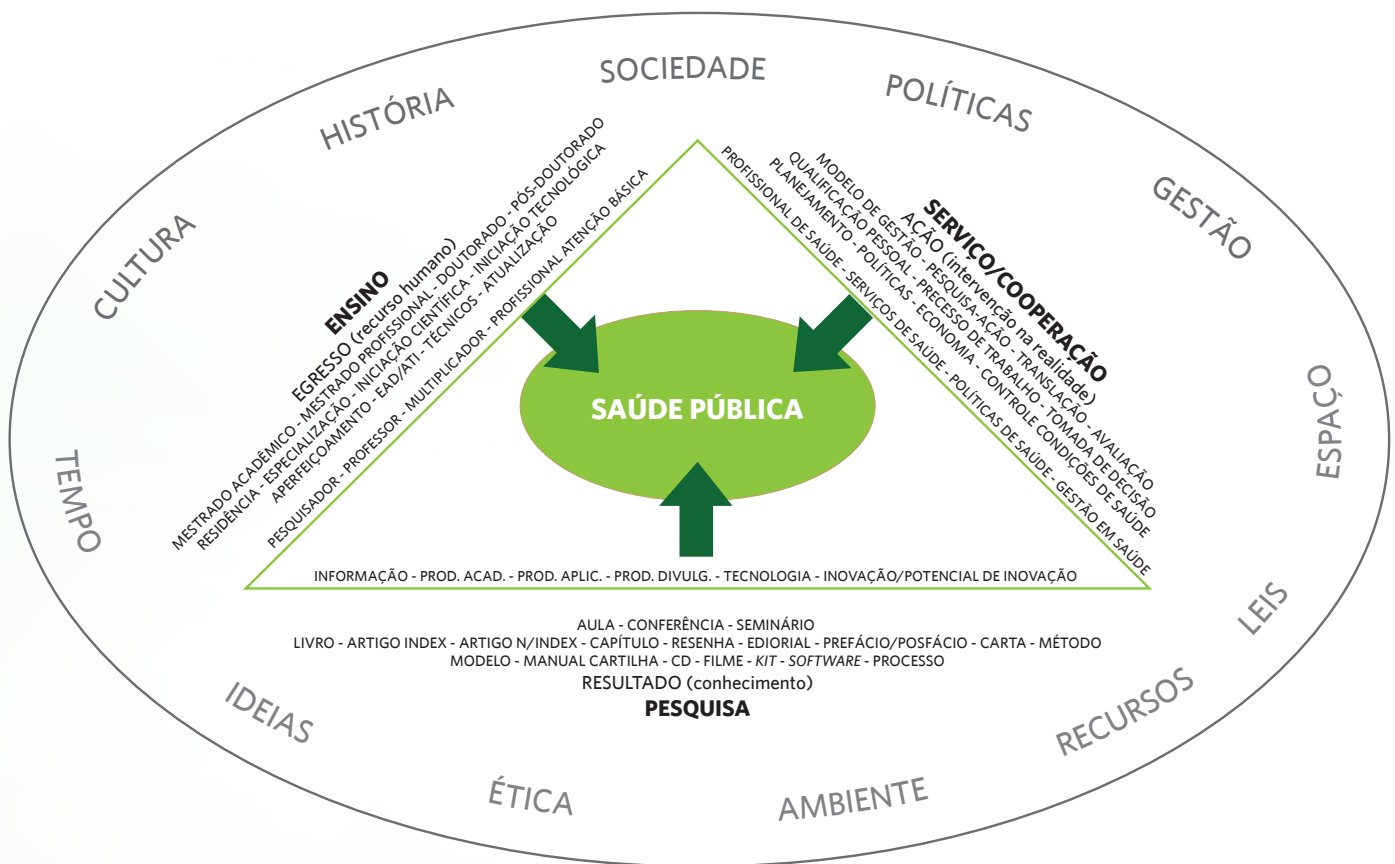 SOCIEDADE
POLÍTICAS
HISTÓRIA
GESTÃO
CULTURA
ESPAÇO
TEMPO
LEIS
IDEIAS
RECURSOS
ÉTICA
AMBIENTE
ENSINO
EGRESSO (recurso humano)
MESTRADO ACADÊMICO - MESTRADO PROFISSIONAL - DOUTORADO - PÓS-DOUTORADO
RESIDÊNCIA - ESPECIALIZAÇÃO - INICIAÇÃO CIENTÍFICA - INICIAÇÃO TECNOLÓGICA
APERFEIÇOAMENTO - EAD/ATI - TÉCNICOS - ATUALIZAÇÃO
PESQUISADOR - PROFESSOR - MULTIPLICADOR - PROFISSIONAL ATENÇÃO BÁSICA
SERVIÇO/COOPERAÇÃO
AÇÃO (intervenção na realidade)
MODELO DE GESTÃO - PESQUISA-AÇÃO - TRANSLAÇÃO - AVALIAÇÃO
QUALIFICAÇÃO PESSOAL - PRECESSO DE TRABALHO - TOMADA DE DECISÃO
PLANEJAMENTO - POLÍTICAS - ECONOMIA - CONTROLE CONDIÇÕES DE SAÚDE
PROFISSIONAL DE SAÚDE - SERVIÇOS DE SAÚDE - POLÍTICAS DE SAÚDE - GESTÃO EM SAÚDE
SAÚDE PÚBLICA
INFORMAÇÃO - PROD. ACAD. - PROD. APLIC. - PROD. DIVULG. - TECNOLOGIA - INOVAÇÃO/POTENCIAL DE INOVAÇÃO
AULA - CONFERÊNCIA - SEMINÁRIO
LIVRO - ARTIGO INDEX - ARTIGO N/INDEX - CAPÍTULO - RESENHA - EDIORIAL - PREFÁCIO/POSFÁCIO - CARTA - MÉTODO
MODELO - MANUAL CARTILHA - CD - FILME - KIT - SOFTWARE - PROCESSO
RESULTADO (conhecimento)
PESQUISA